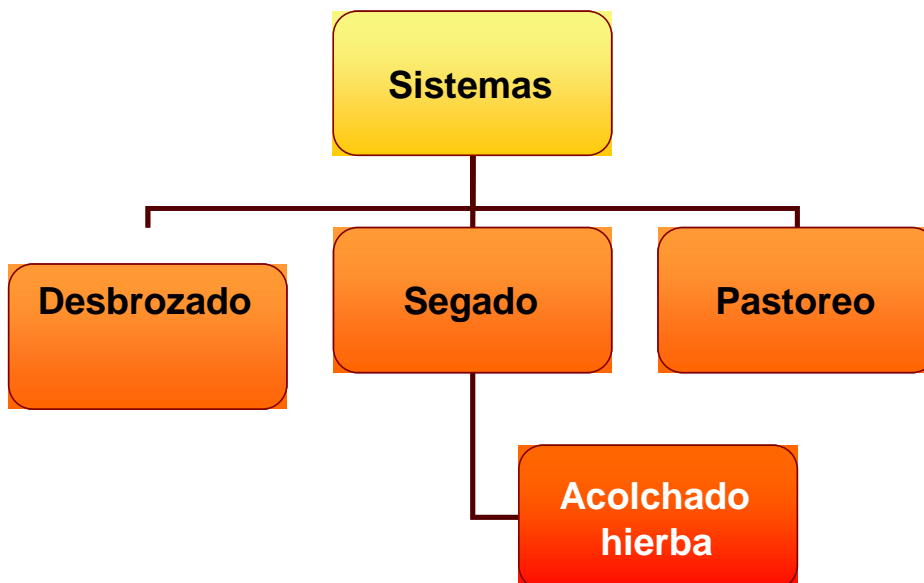 Sistemas
Desbrozado
Segado
Pastoreo
Acolchado
hierba